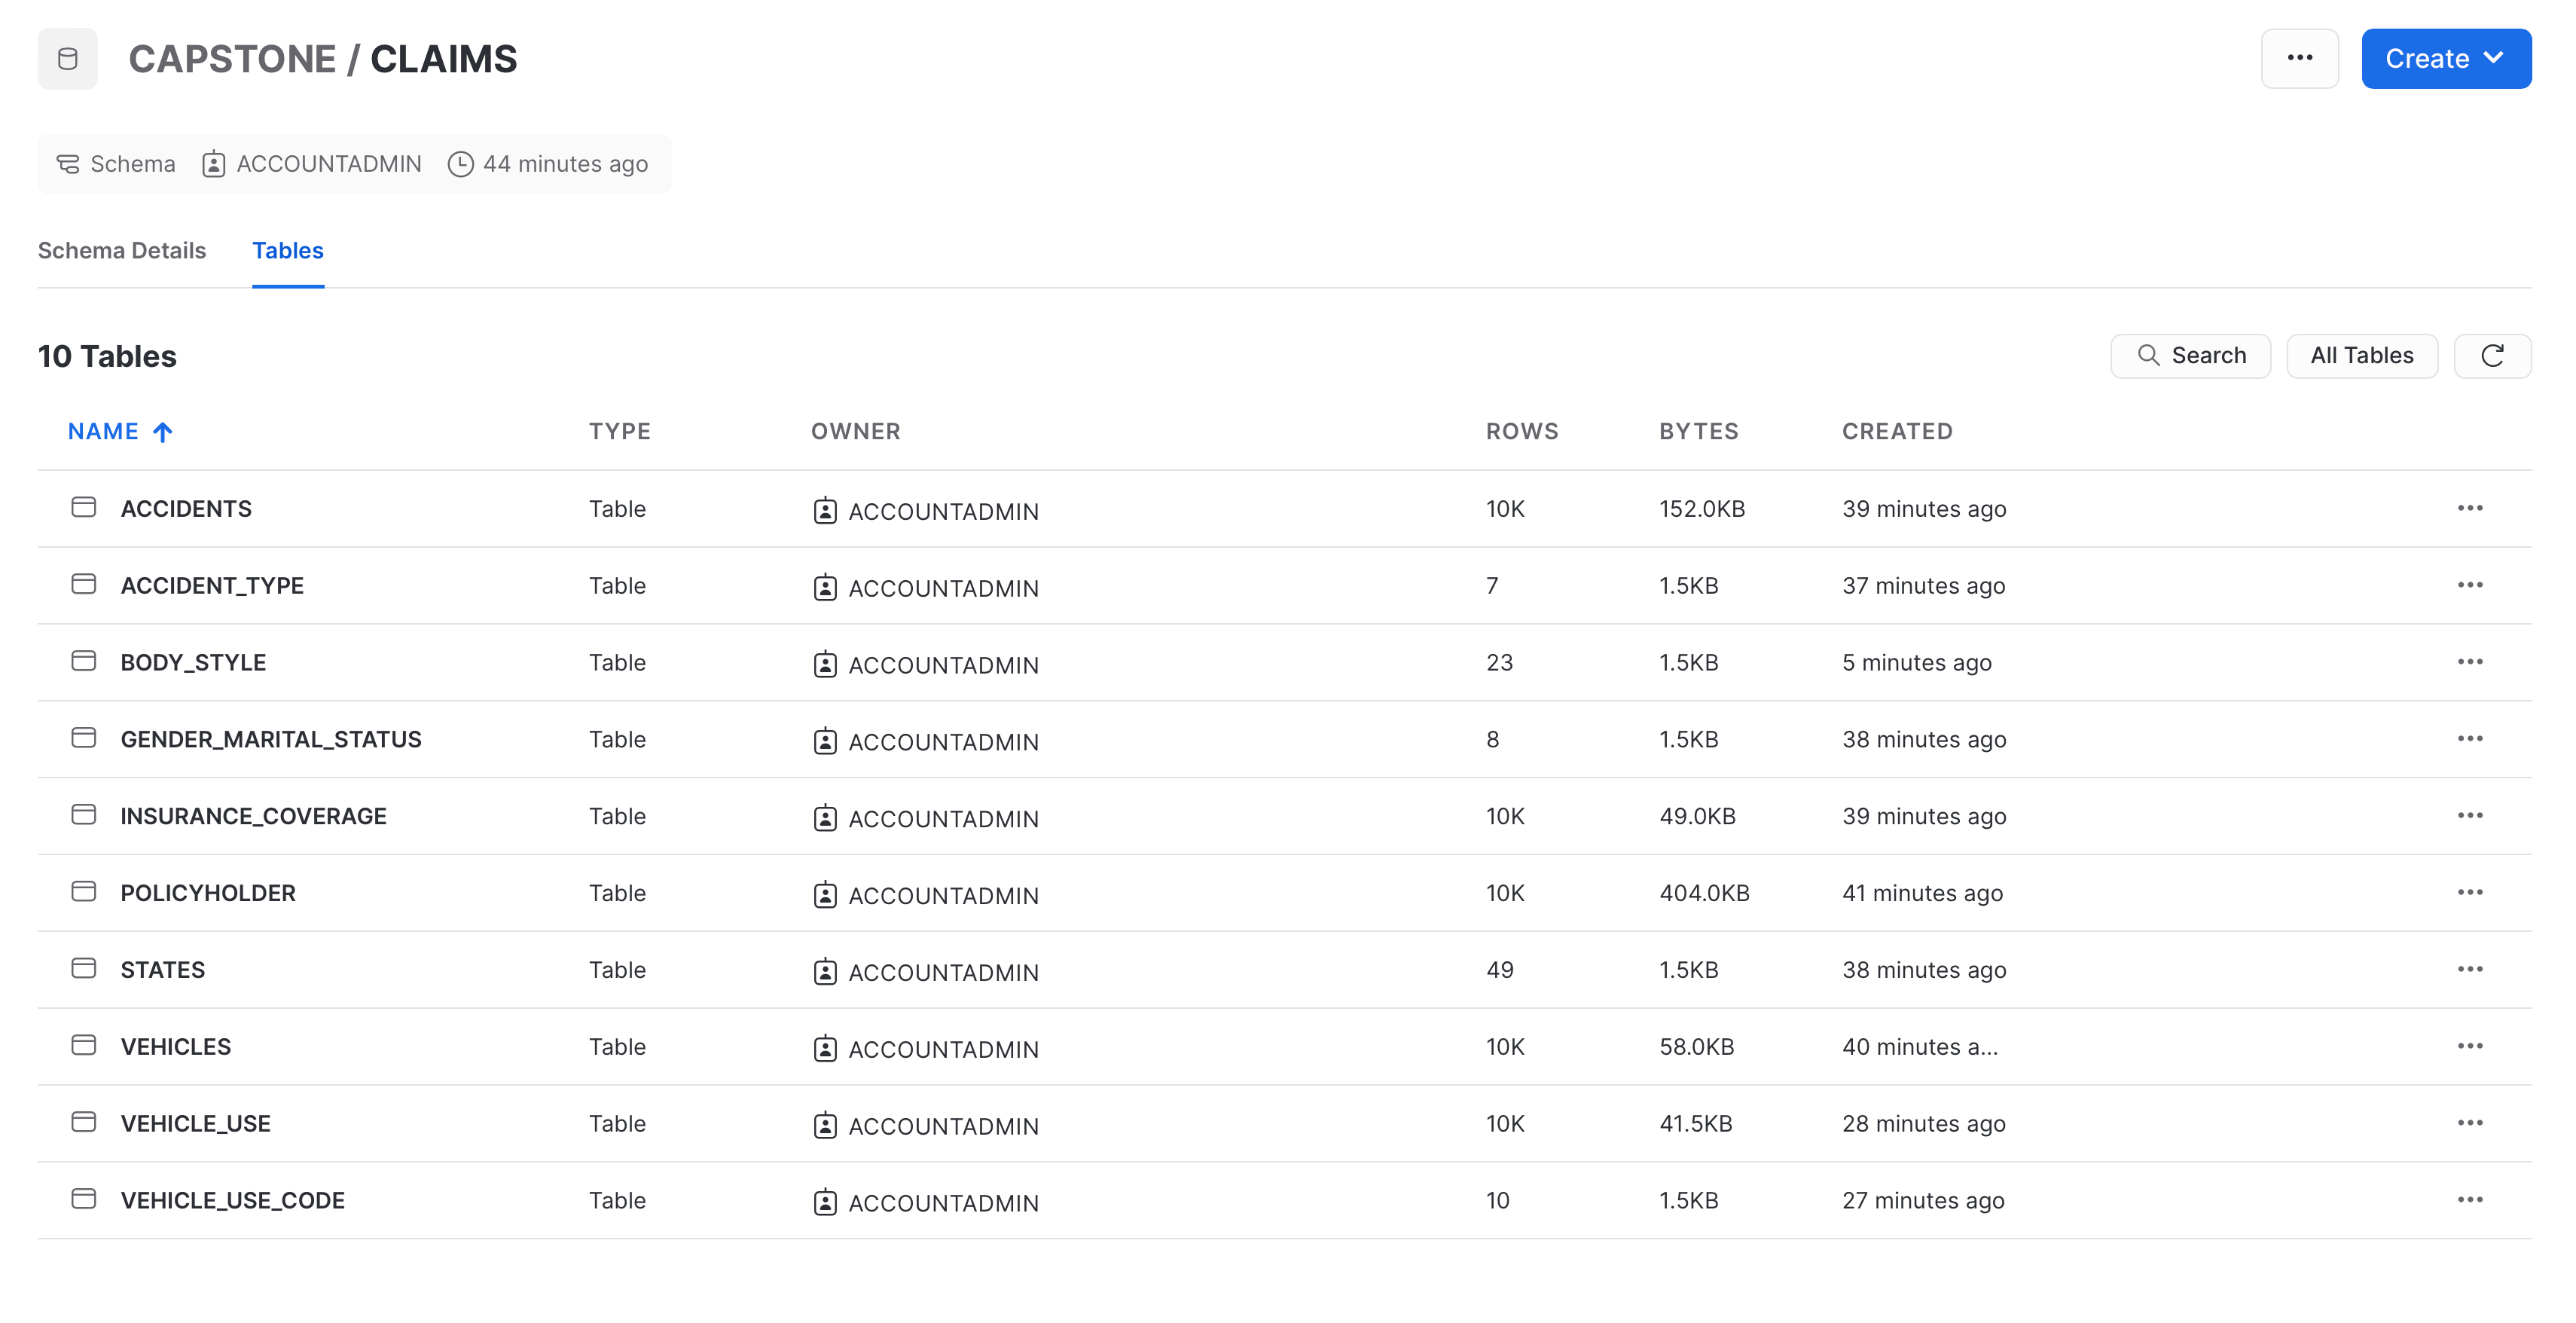 CAPSTONE / CLAIMS
... Create
Schema ACCOUNTADMIN 44 minutes ago
Schema Details Tables
10 Tables
Search All Tables
NAME TYPE OWNER ROWS BYTES CREATED
ACCIDENTS Table ACCOUNTADMIN 10K 152.0KB 39 minutes ago ...
ACCIDENT_TYPE Table ACCOUNTADMIN 7 1.5KB 37 minutes ago ...
BODY_STYLE Table ACCOUNTADMIN 23 1.5KB 5 minutes ago ...
GENDER_MARITAL_STATUS Table ACCOUNTADMIN 8 1.5KB 38 minutes ago ...
INSURANCE_COVERAGE Table ACCOUNTADMIN 10K 49.0KB 39 minutes ago ...
POLICYHOLDER Table ACCOUNTADMIN 10K 404.0KB 41 minutes ago ...
STATES Table ACCOUNTADMIN 49 1.5KB 38 minutes ago ...
VEHICLES Table ACCOUNTADMIN 10K 58.0KB 40 minutes a... ...
VEHICLE_USE Table ACCOUNTADMIN 10K 41.5KB 28 minutes ago ...
VEHICLE_USE_CODE Table ACCOUNTADMIN 10 1.5KB 27 minutes ago ...